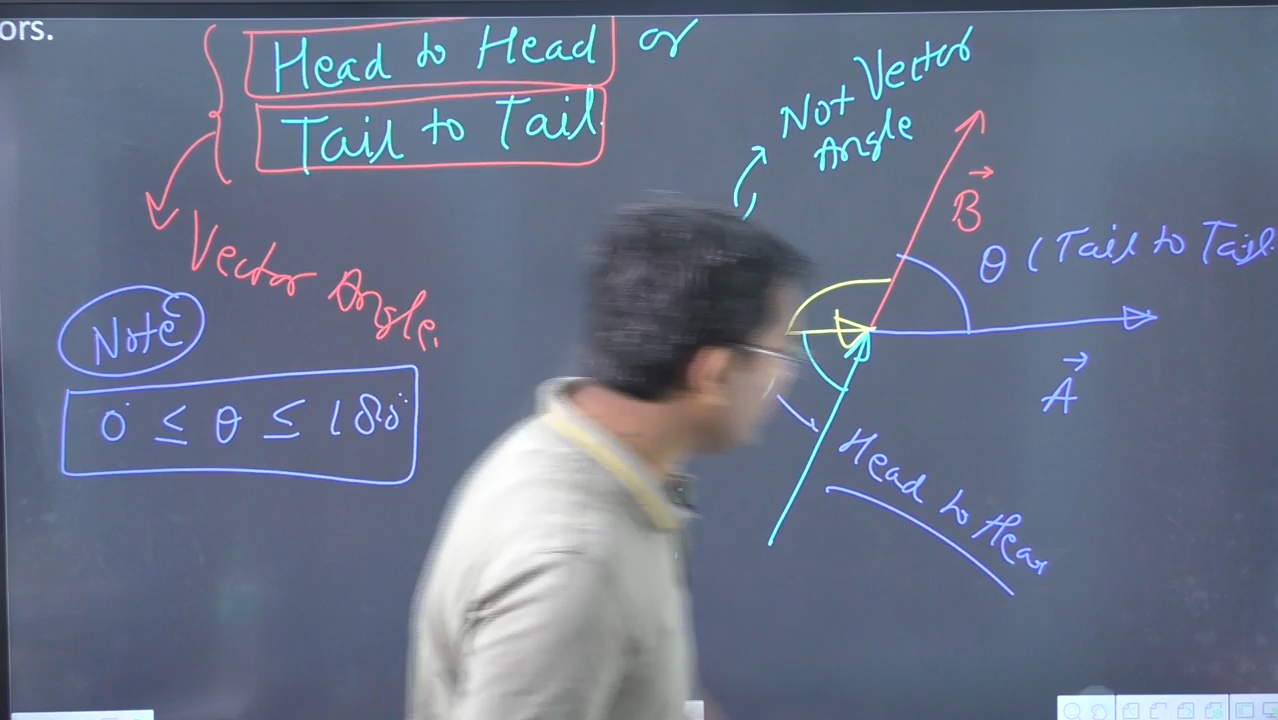 ors.
Head to Head or
Tail to Tail
Vector Angle.
Note
0° ≤ θ ≤ 180°
Not Vector
Angle
B⃗
θ (Tail to Tail
A⃗
Head to Hea